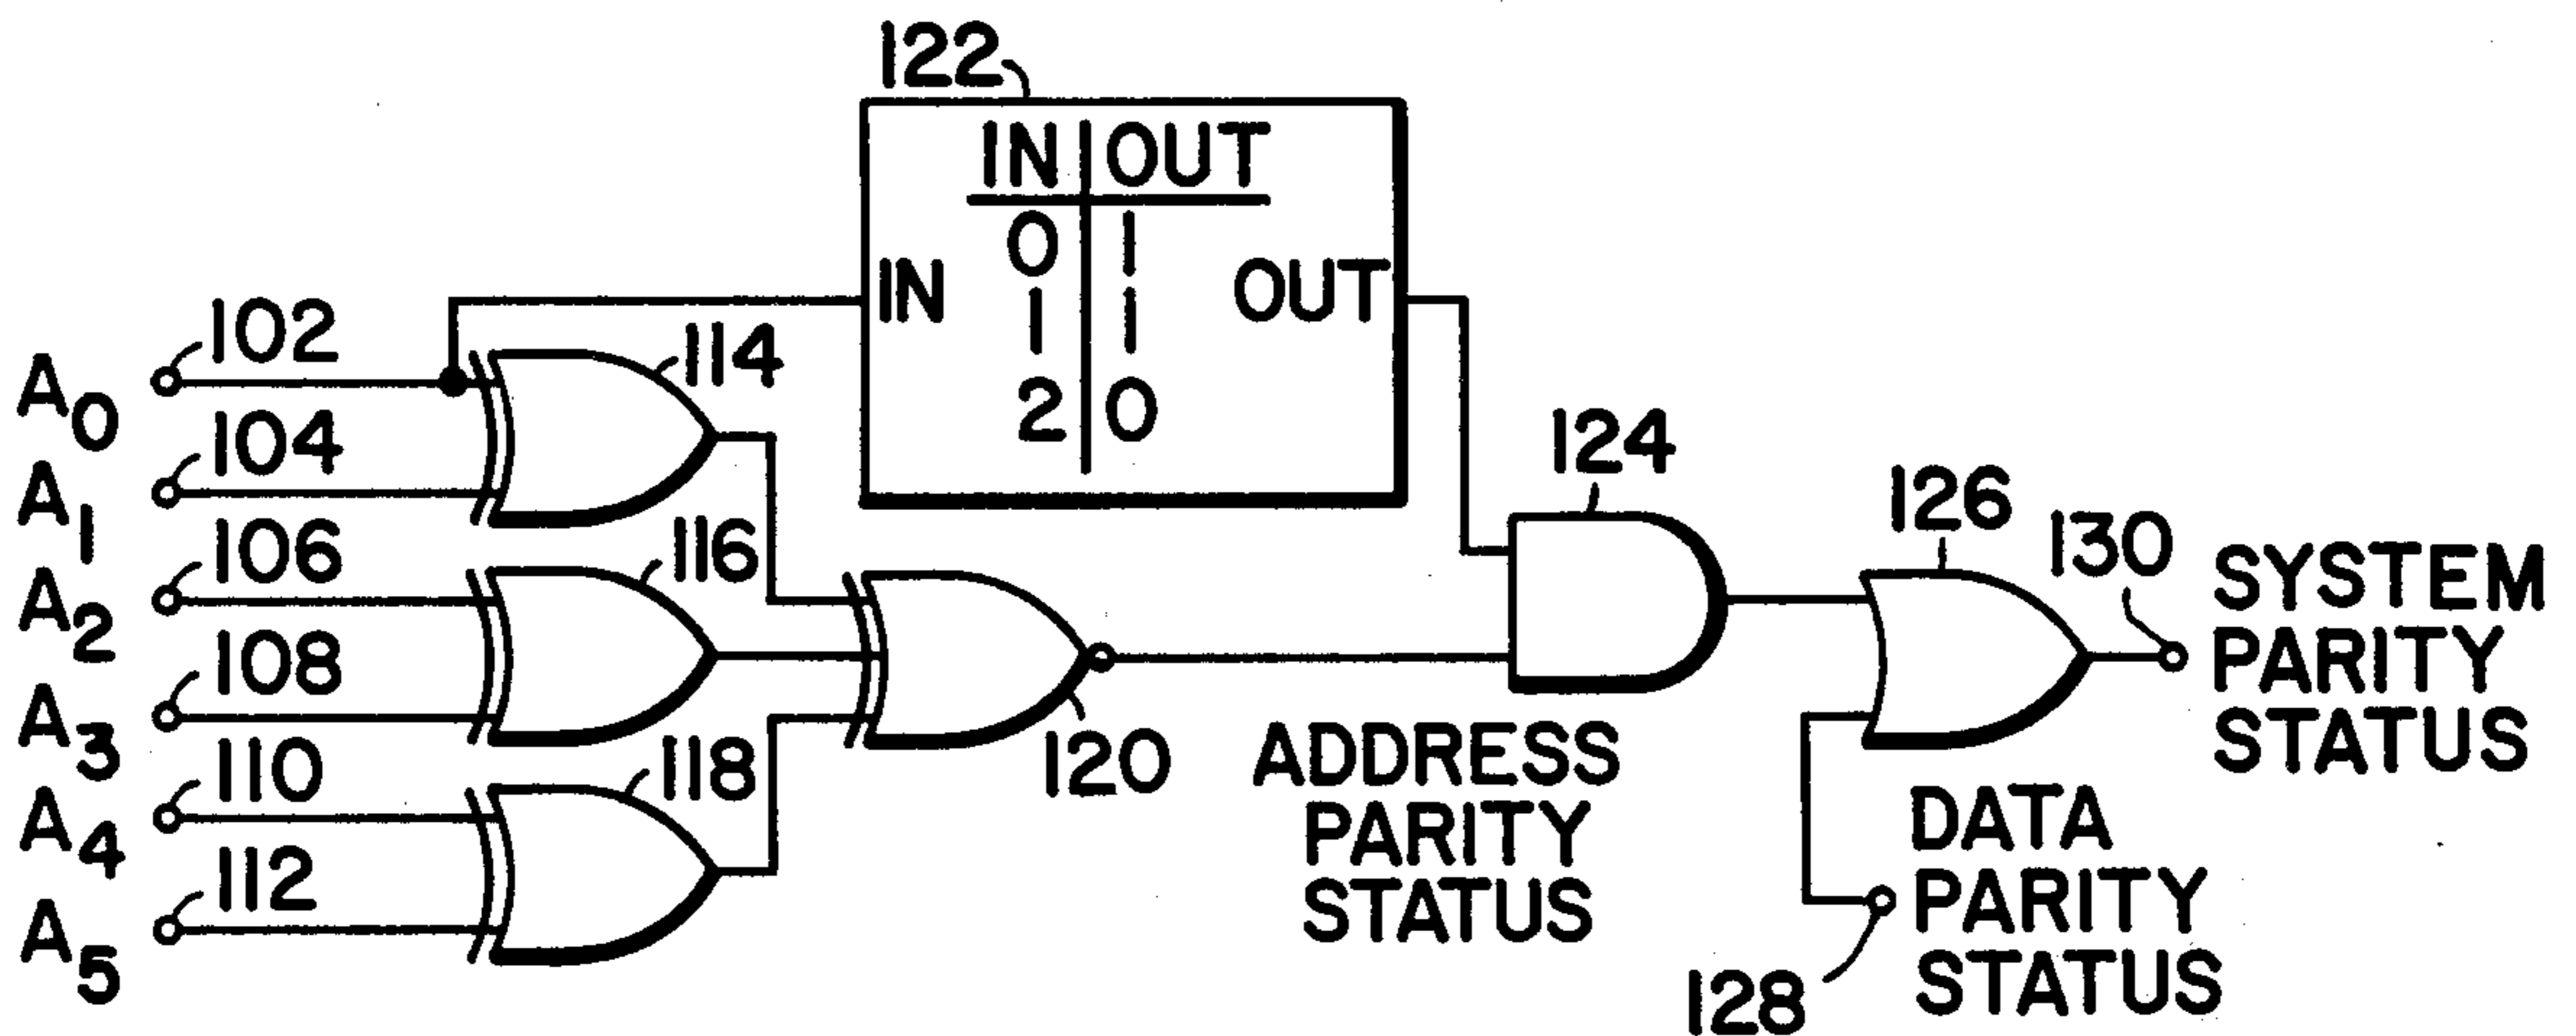 122
IN OUT
0 1
1 1
2 0
IN
OUT
102
A0
114
104
A1
106
A2
116
108
A3
110
A4
118
112
A5
120
124
126
130
ADDRESS
PARITY
STATUS
SYSTEM
PARITY
STATUS
DATA
PARITY
STATUS
128